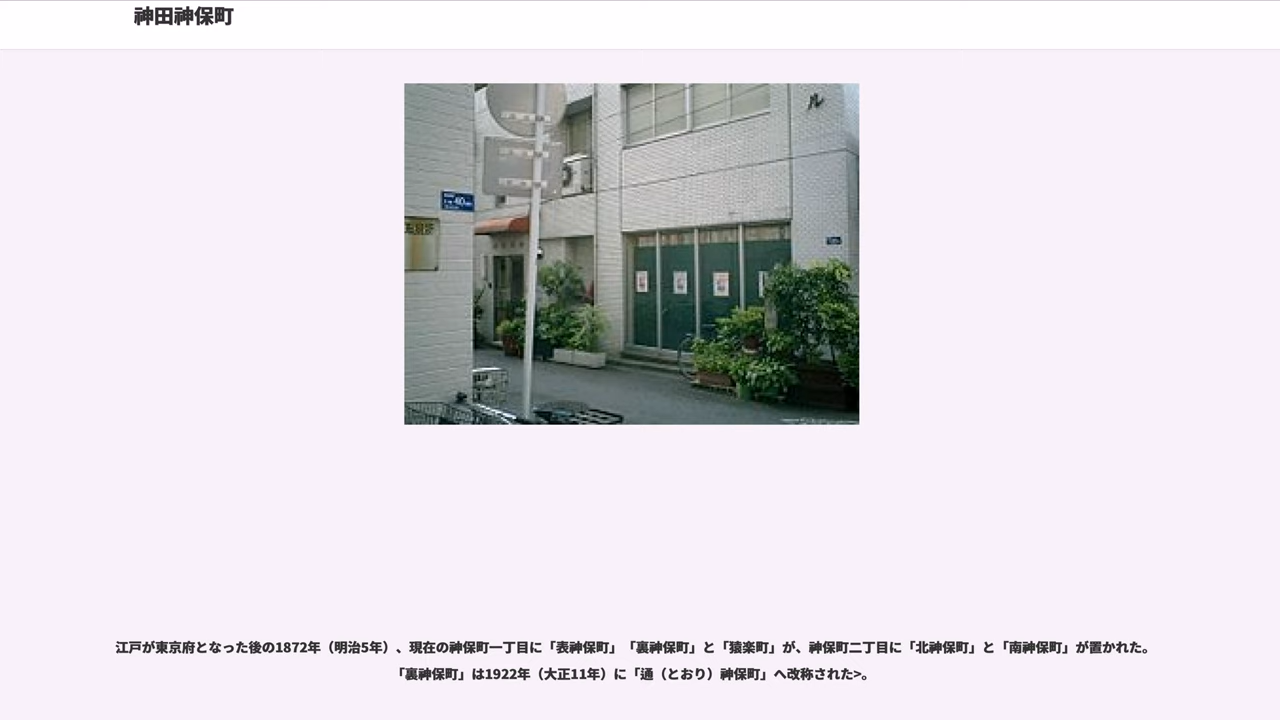 神田神保町
ル
40
江戸が東京府となった後の1872年（明治5年）、現在の神保町一丁目に「表神保町」「裏神保町」と「猿楽町」が、神保町二丁目に「北神保町」と「南神保町」が置かれた。
「裏神保町」は1922年（大正11年）に「通（とおり）神保町」へ改称された>。